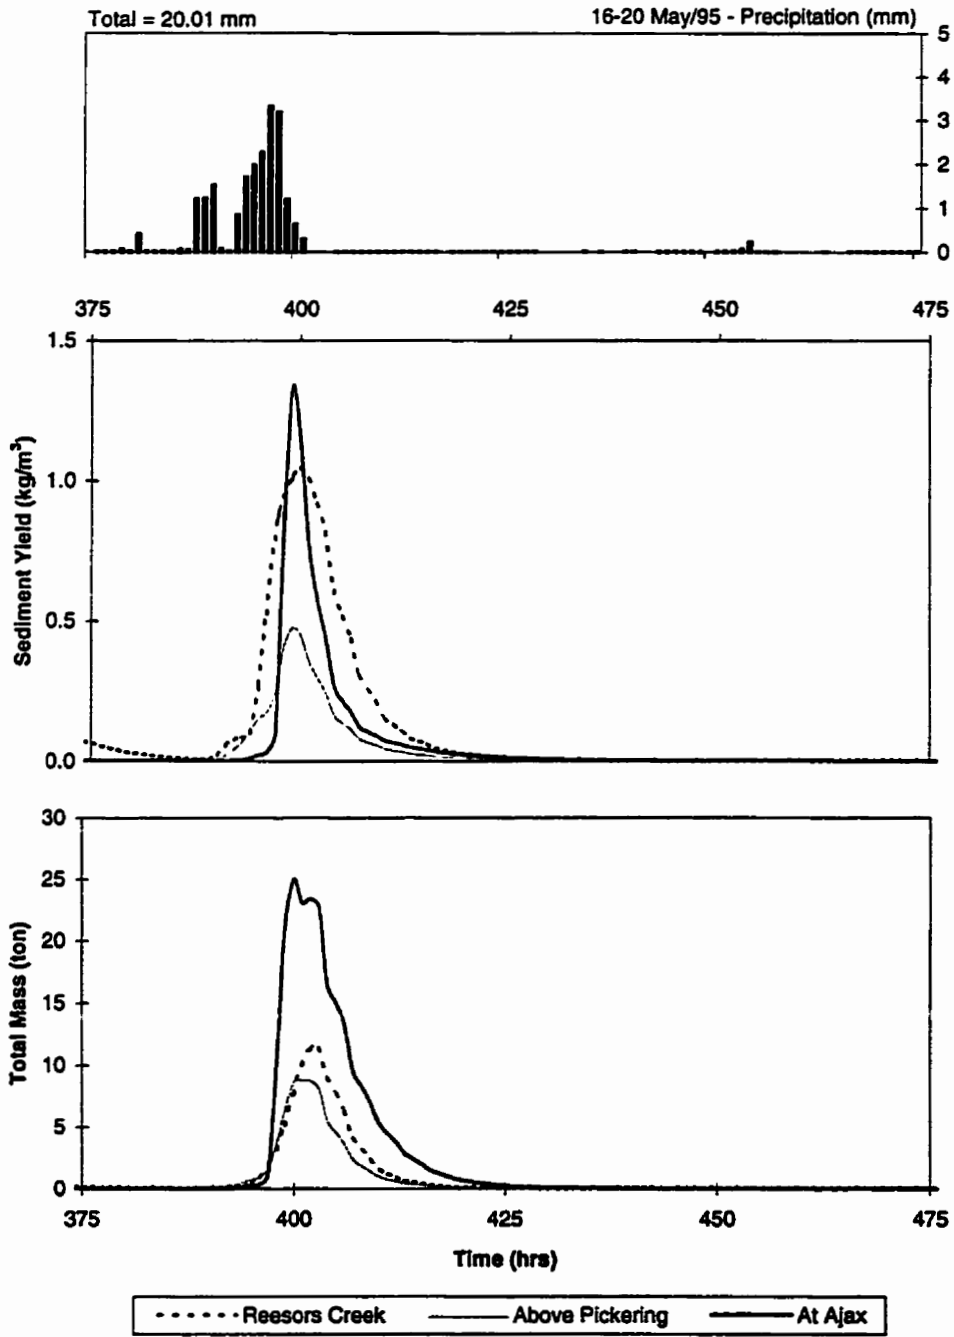 Total = 20.01 mm 16-20 May/95 - Precipitation (mm)
5
4
3
2
1
0
375 400 425 450 475
1.5
1.0
0.5
0.0
Sediment Yield (kg/m³)
30
25
20
15
10
5
0
Total Mass (ton)
375 400 425 450 475
Time (hrs)
Reesors Creek Above Pickering At Ajax